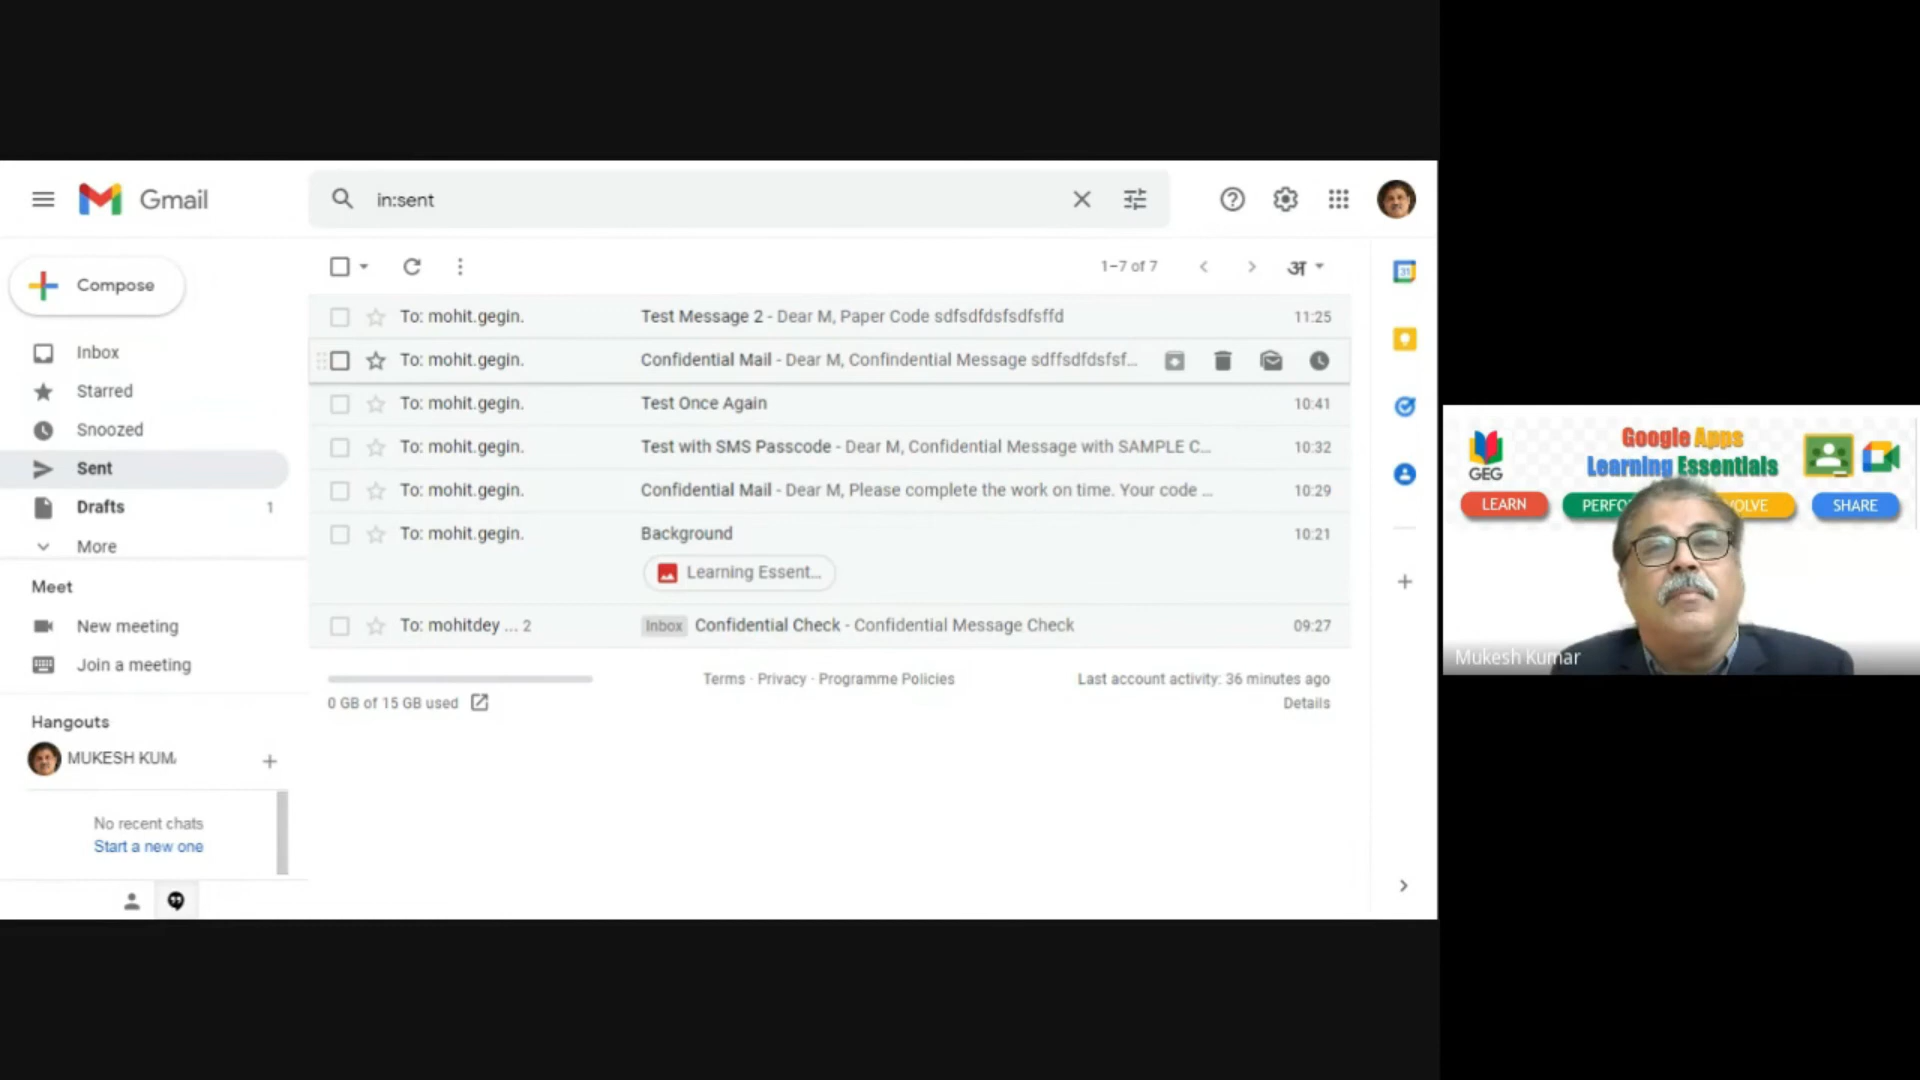 Gmail
in:sent
Compose
1-7 of 7
अ
Inbox
Starred
Snoozed
Sent
Drafts 1
More
To: mohit.gegin. Test Message 2 - Dear M, Paper Code sdfsdfdsfsdfsffd 11:25
To: mohit.gegin. Confidential Mail - Dear M, Confindential Message sdffsdfdsfsf...
To: mohit.gegin. Test Once Again 10:41
To: mohit.gegin. Test with SMS Passcode - Dear M, Confidential Message with SAMPLE C... 10:32
To: mohit.gegin. Confidential Mail - Dear M, Please complete the work on time. Your code ... 10:29
To: mohit.gegin. Background 10:21
Learning Essent...
To: mohitdey ... 2 Inbox Confidential Check - Confidential Message Check 09:27
Meet
New meeting
Join a meeting
Terms · Privacy · Programme Policies
Last account activity: 36 minutes ago
0 GB of 15 GB used
Details
Hangouts
MUKESH KUM
No recent chats
Start a new one
31
Google Apps
Learning Essentials
GEG
LEARN PERFO VOLVE SHARE
Mukesh Kumar